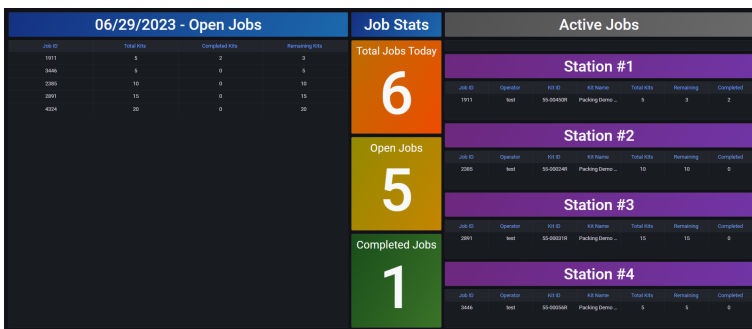 06/29/2023 - Open Jobs
Job ID Total Kits Completed Kits Remaining Kits
1911 5 2 3
3446 5 0 5
2385 10 0 10
2891 15 0 15
4324 20 0 20
Job Stats
Total Jobs Today
6
Open Jobs
5
Completed Jobs
1
Active Jobs
Station #1
Job ID Operator Kit ID Kit Name Total Kits Remaining Completed
1911 test 55-00450R Packing Demo ... 5 3 2
Station #2
Job ID Operator Kit ID Kit Name Total Kits Remaining Completed
2385 test 55-00024R Packing Demo ... 10 10 0
Station #3
Job ID Operator Kit ID Kit Name Total Kits Remaining Completed
2891 test 55-00031R Packing Demo ... 15 15 0
Station #4
Job ID Operator Kit ID Kit Name Total Kits Remaining Completed
3446 test 55-00056R Packing Demo ... 5 5 0